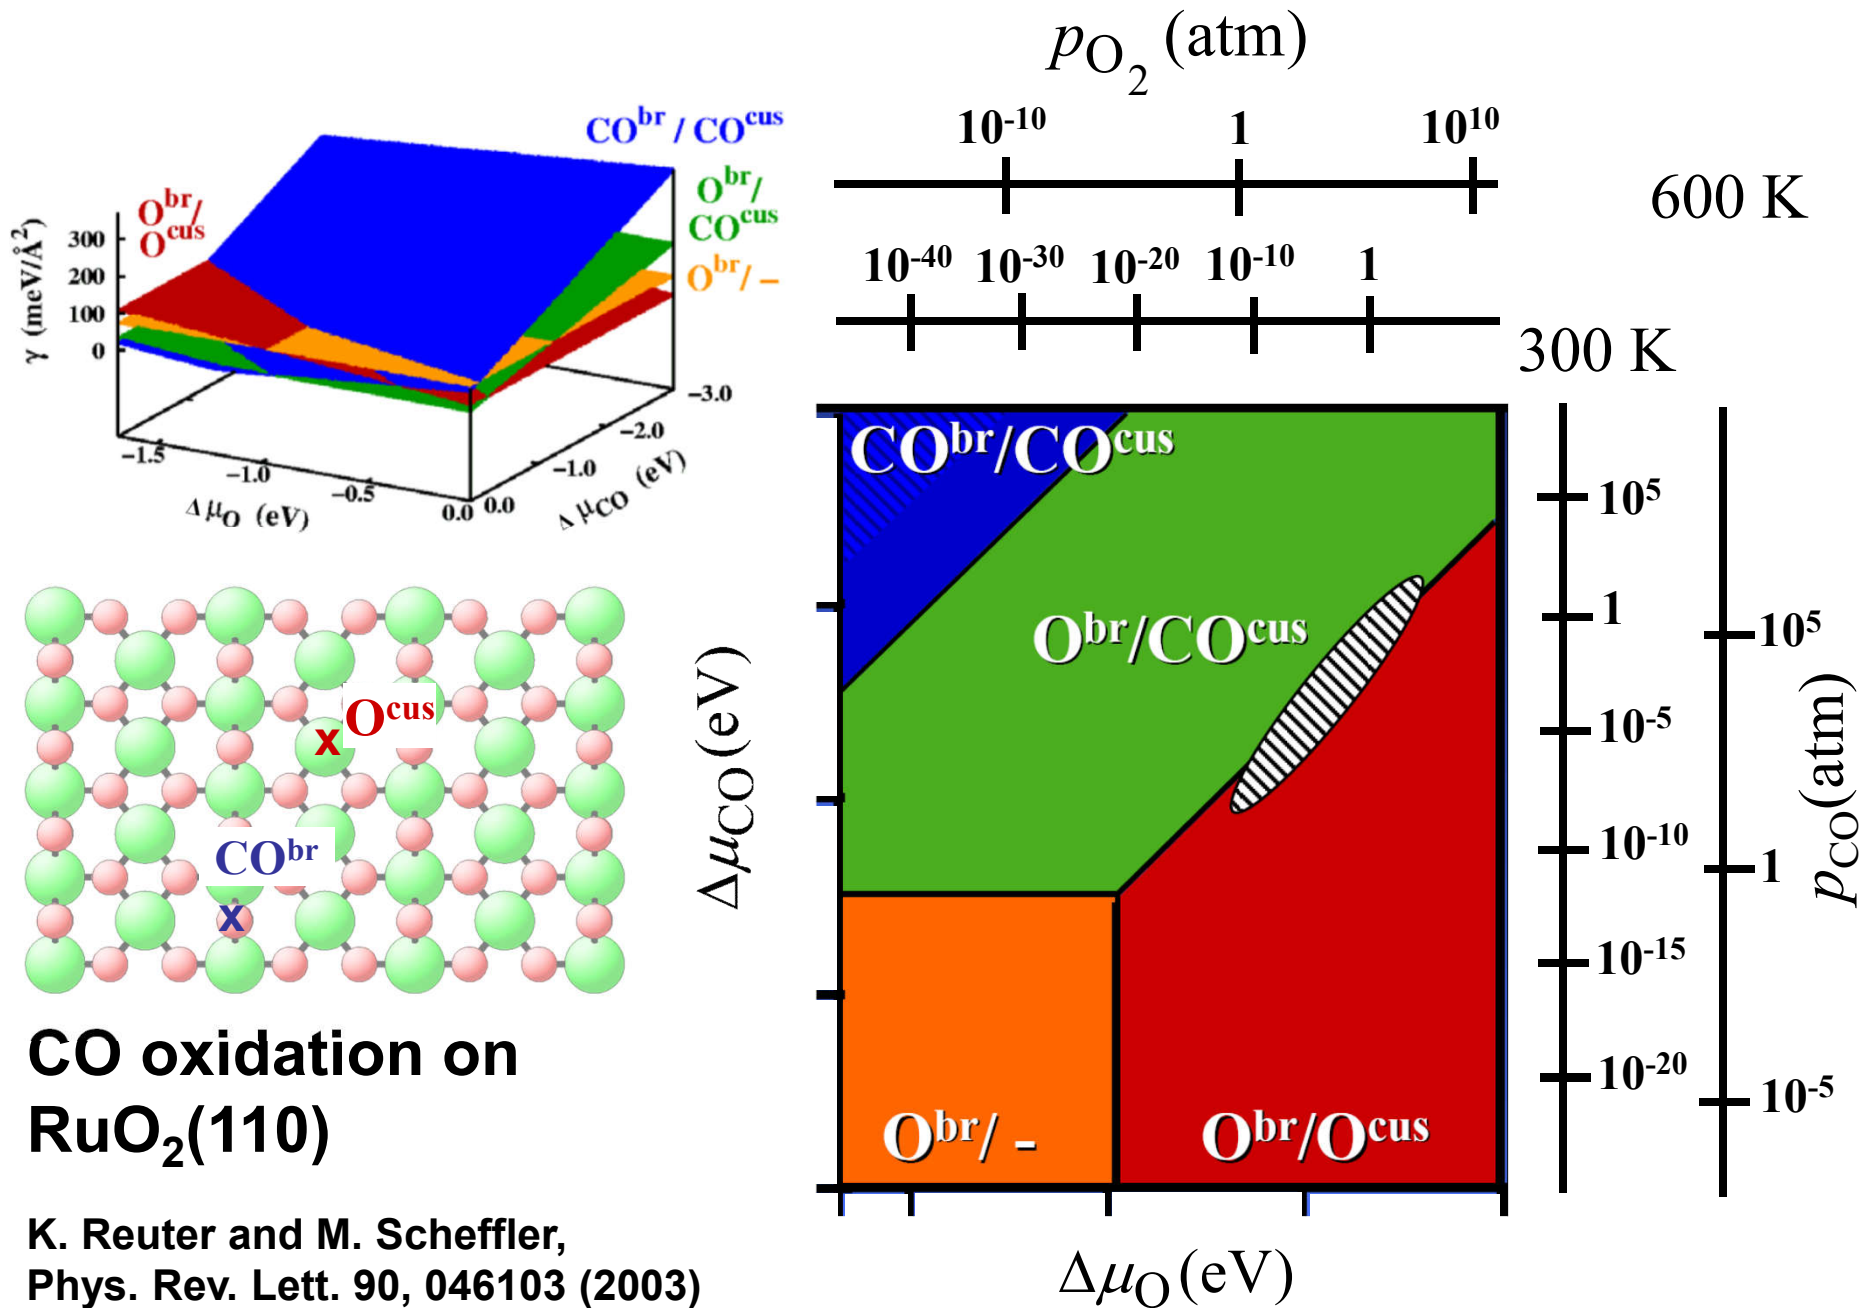 CO^br / CO^cus
O^br/
CO^cus
O^br/ –
O^br/
O^cus
γ (meV/Å²)
300
200
100
0
−1.5
−1.0
−0.5
0.0
Δ μ_O (eV)
0.0
−1.0
−2.0
−3.0
Δ μ_CO (eV)
O^cus
x
CO^br
x
CO oxidation on
RuO₂(110)
K. Reuter and M. Scheffler,
Phys. Rev. Lett. 90, 046103 (2003)
p_O₂ (atm)
10^-10 1 10^10
600 K
10^-40 10^-30 10^-20 10^-10 1
300 K
CO^br/CO^cus
O^br/CO^cus
O^br/ -
O^br/O^cus
Δμ_CO (eV)
Δμ_O (eV)
10^5
1
10^-5
10^-10
10^-15
10^-20
10^5
1
10^-5
p_CO (atm)